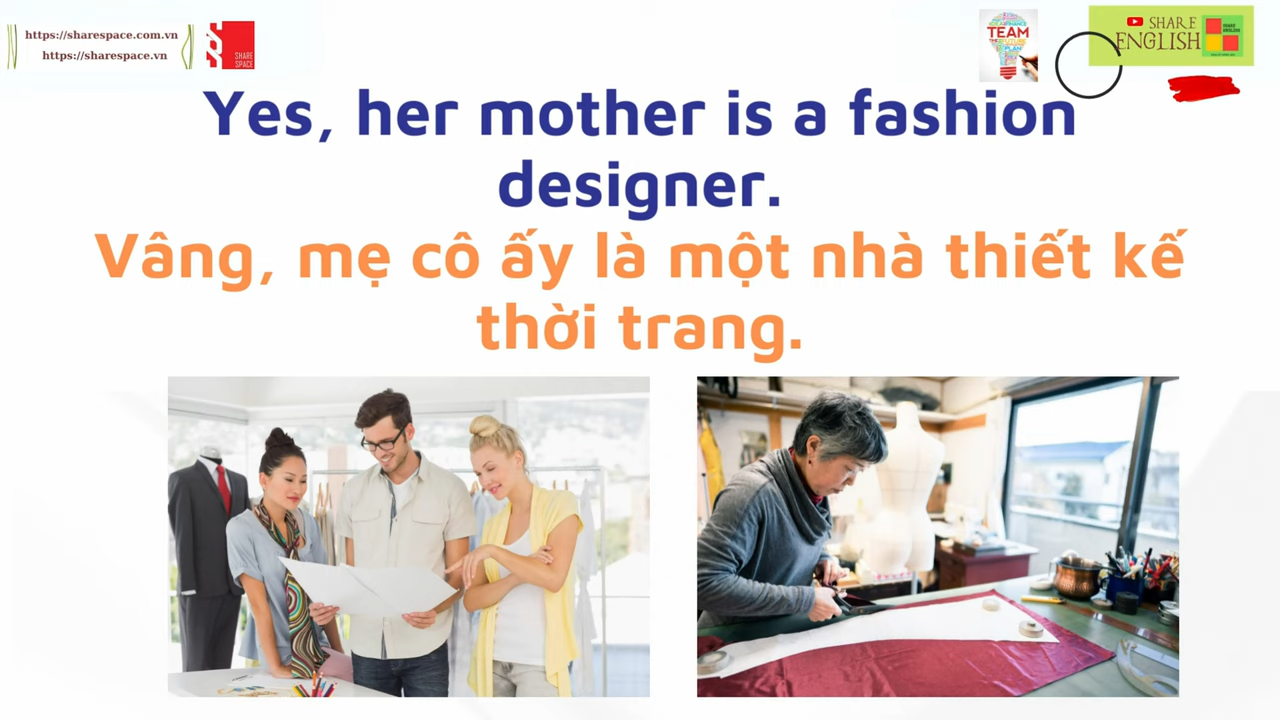 https://sharespace.com.vn
https://sharespace.vn
SHARE
SPACE
TEAM
PLAN
SHARE
ENGLISH
Yes, her mother is a fashion
designer.
Vâng, mẹ cô ấy là một nhà thiết kế
thời trang.